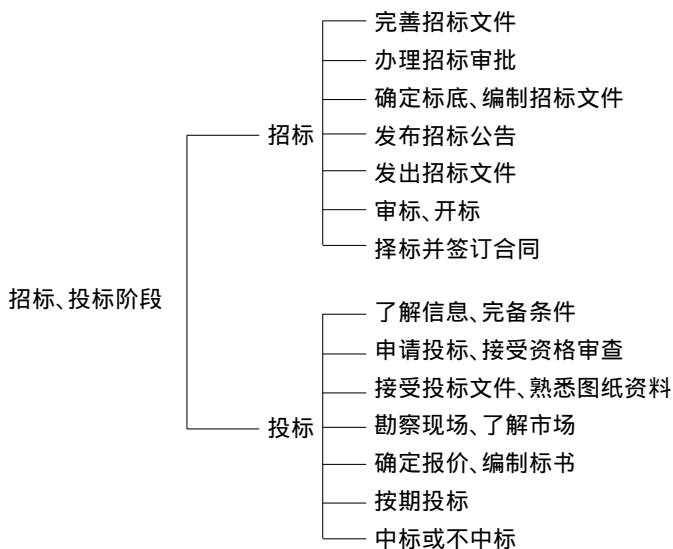 招标、投标阶段
招标
完善招标文件
办理招标审批
确定标底、编制招标文件
发布招标公告
发出招标文件
审标、开标
择标并签订合同
投标
了解信息、完备条件
申请投标、接受资格审查
接受投标文件、熟悉图纸资料
勘察现场、了解市场
确定报价、编制标书
按期投标
中标或不中标